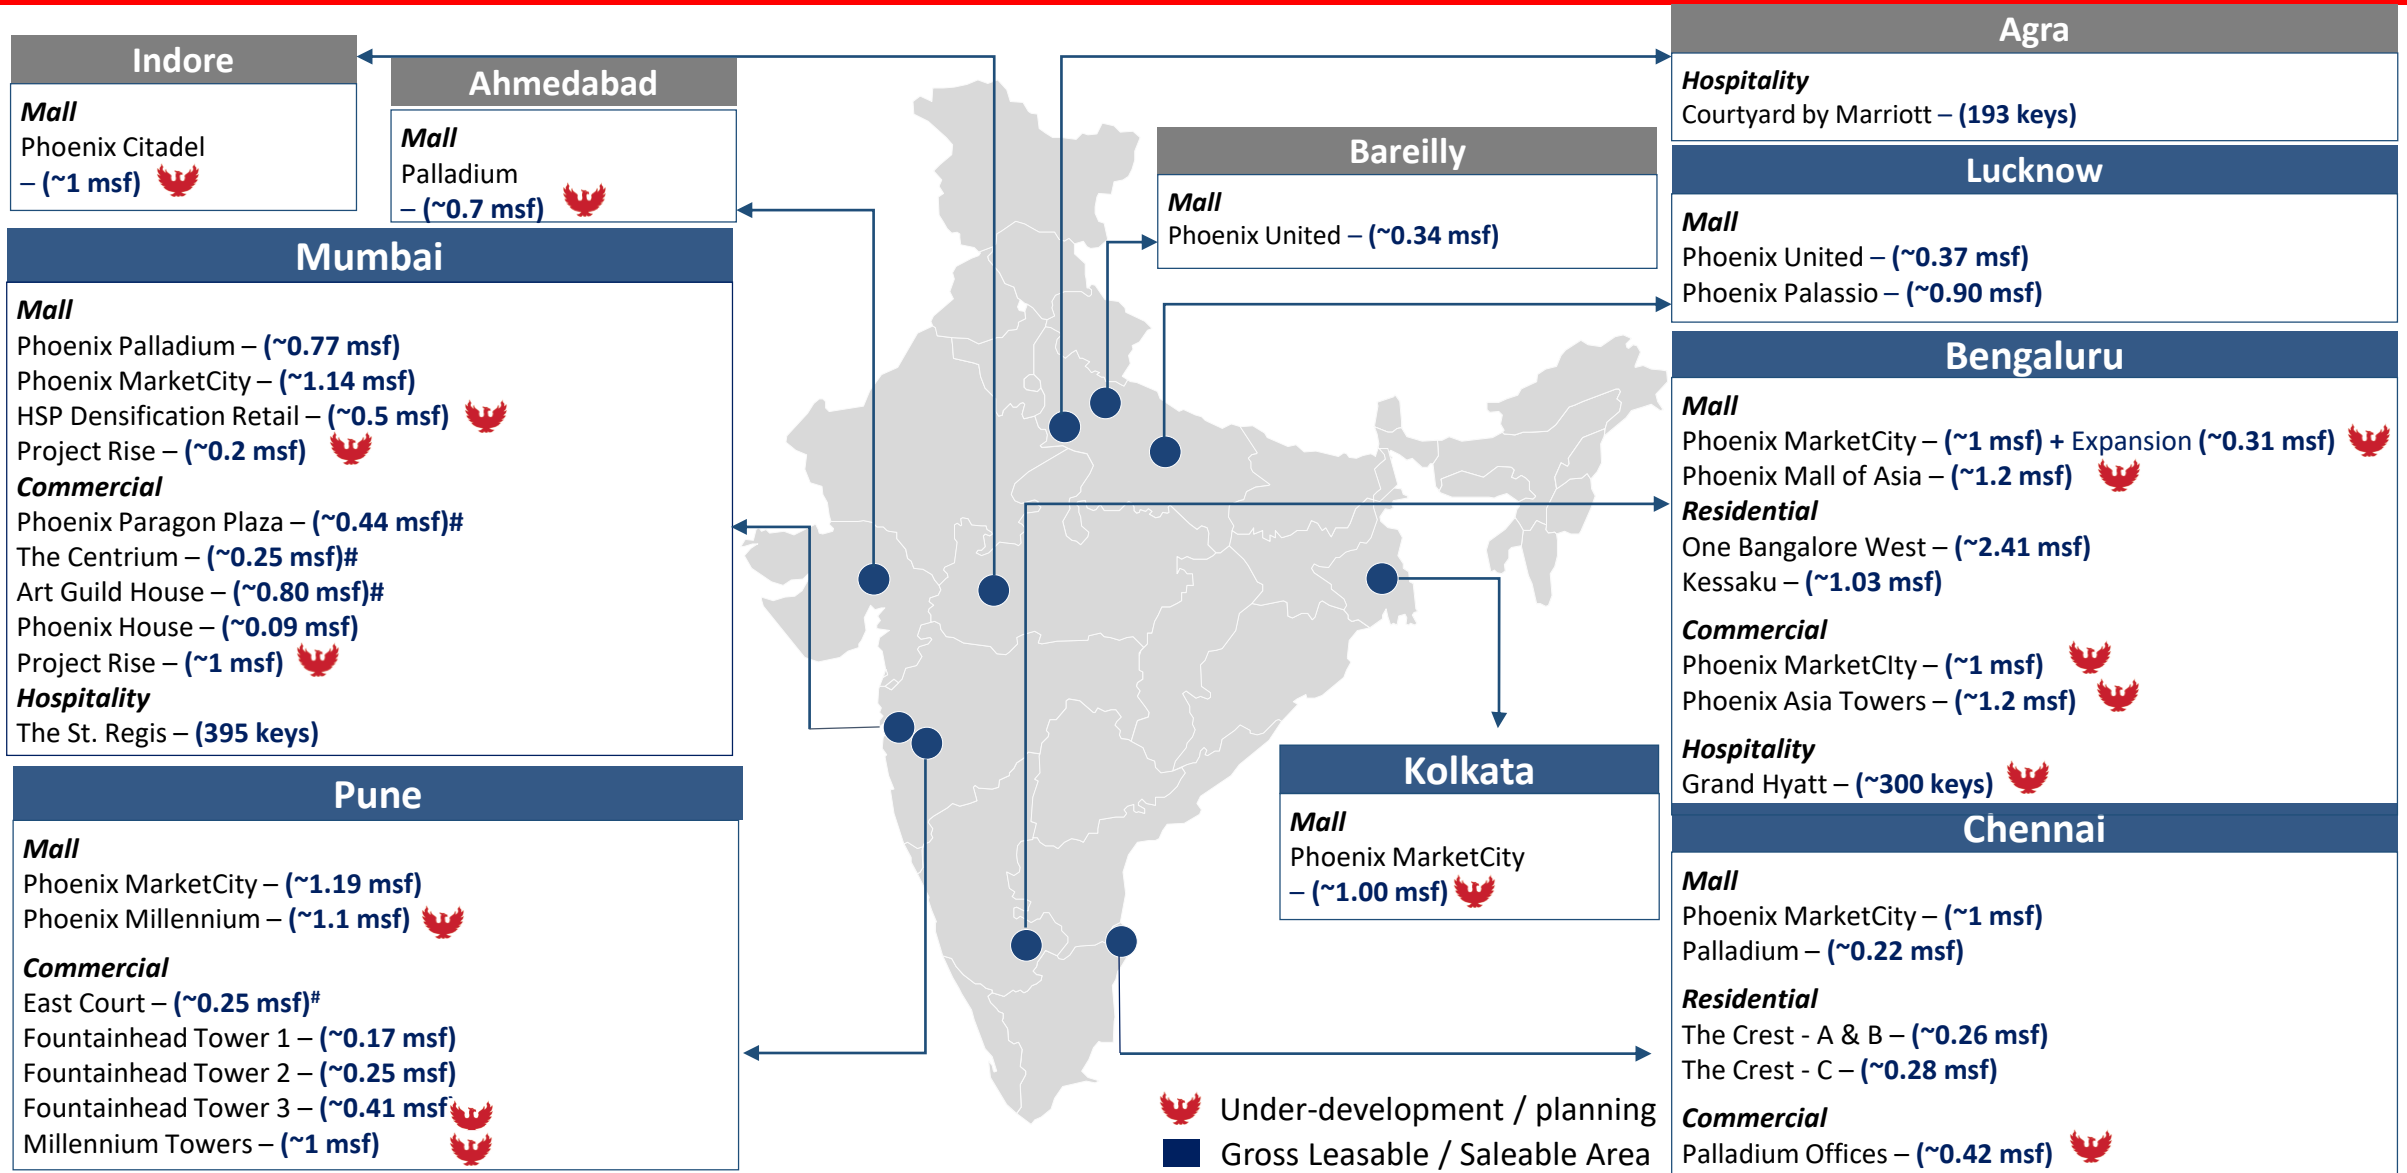 Indore
Mall
Phoenix Citadel
– (~1 msf)
Ahmedabad
Mall
Palladium
– (~0.7 msf)
Mumbai
Mall
Phoenix Palladium – (~0.77 msf)
Phoenix MarketCity – (~1.14 msf)
HSP Densification Retail – (~0.5 msf)
Project Rise – (~0.2 msf)
Commercial
Phoenix Paragon Plaza – (~0.44 msf)#
The Centrium – (~0.25 msf)#
Art Guild House – (~0.80 msf)#
Phoenix House – (~0.09 msf)
Project Rise – (~1 msf)
Hospitality
The St. Regis – (395 keys)
Pune
Mall
Phoenix MarketCity – (~1.19 msf)
Phoenix Millennium – (~1.1 msf)
Commercial
East Court – (~0.25 msf)#
Fountainhead Tower 1 – (~0.17 msf)
Fountainhead Tower 2 – (~0.25 msf)
Fountainhead Tower 3 – (~0.41 msf)
Millennium Towers – (~1 msf)
Bareilly
Mall
Phoenix United – (~0.34 msf)
Kolkata
Mall
Phoenix MarketCity
– (~1.00 msf)
Under-development / planning
Gross Leasable / Saleable Area
Agra
Hospitality
Courtyard by Marriott – (193 keys)
Lucknow
Mall
Phoenix United – (~0.37 msf)
Phoenix Palassio – (~0.90 msf)
Bengaluru
Mall
Phoenix MarketCity – (~1 msf) + Expansion (~0.31 msf)
Phoenix Mall of Asia – (~1.2 msf)
Residential
One Bangalore West – (~2.41 msf)
Kessaku – (~1.03 msf)
Commercial
Phoenix MarketCIty – (~1 msf)
Phoenix Asia Towers – (~1.2 msf)
Hospitality
Grand Hyatt – (~300 keys)
Chennai
Mall
Phoenix MarketCity – (~1 msf)
Palladium – (~0.22 msf)
Residential
The Crest - A & B – (~0.26 msf)
The Crest - C – (~0.28 msf)
Commercial
Palladium Offices – (~0.42 msf)